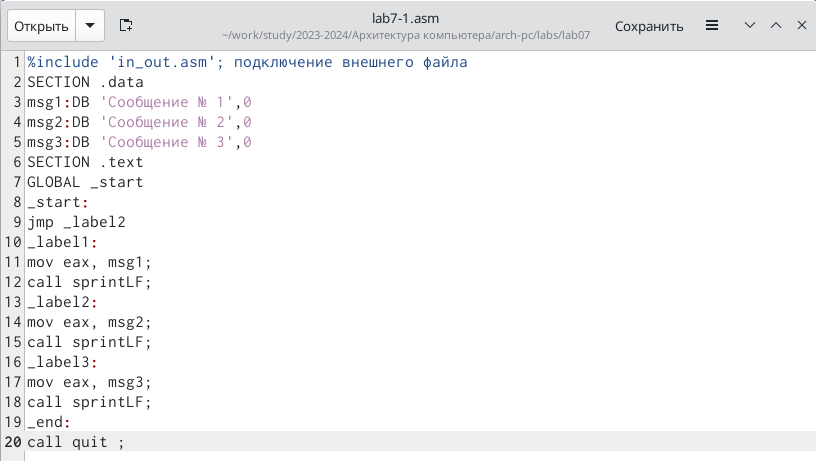 Открыть
lab7-1.asm
~/work/study/2023-2024/Архитектура компьютера/arch-pc/labs/lab07
Сохранить
1 %include 'in_out.asm'; подключение внешнего файла
2 SECTION .data
3 msg1:DB 'Сообщение № 1',0
4 msg2:DB 'Сообщение № 2',0
5 msg3:DB 'Сообщение № 3',0
6 SECTION .text
7 GLOBAL _start
8 _start:
9 jmp _label2
10 _label1:
11 mov eax, msg1;
12 call sprintLF;
13 _label2:
14 mov eax, msg2;
15 call sprintLF;
16 _label3:
17 mov eax, msg3;
18 call sprintLF;
19 _end:
20 call quit ;